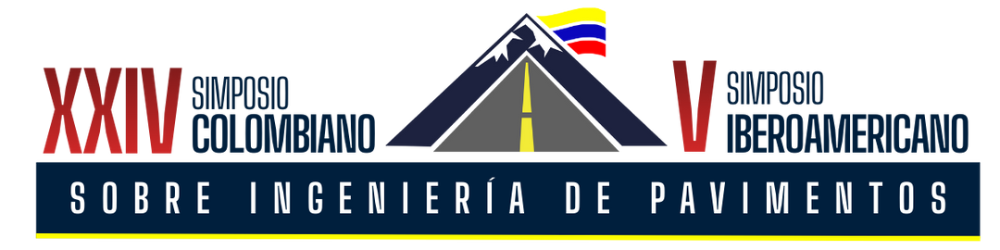 XXIV SIMPOSIO COLOMBIANO
V SIMPOSIO IBEROAMERICANO
SOBRE INGENIERÍA DE PAVIMENTOS